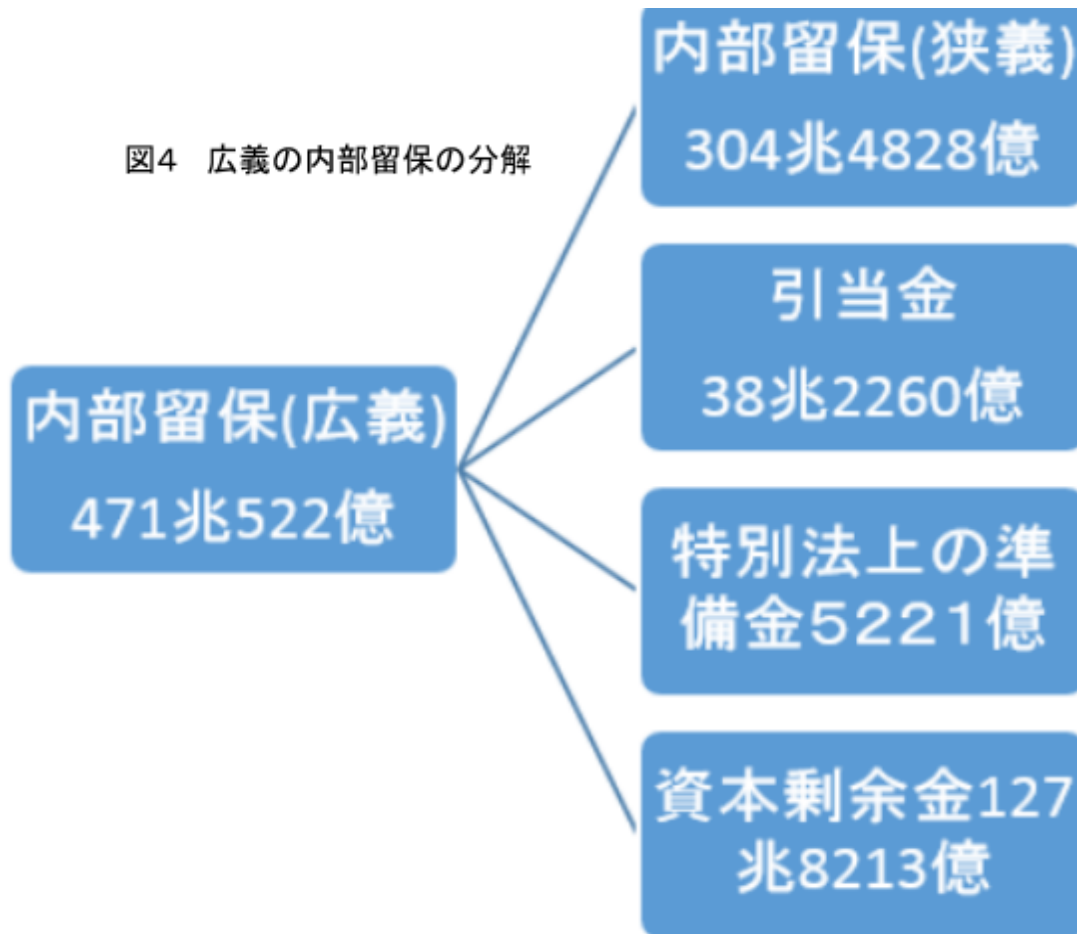 図4 広義の内部留保の分解
内部留保(広義)
471兆522億
内部留保(狭義)
304兆4828億
引当金
38兆2260億
特別法上の準
備金5221億
資本剰余金127
兆8213億